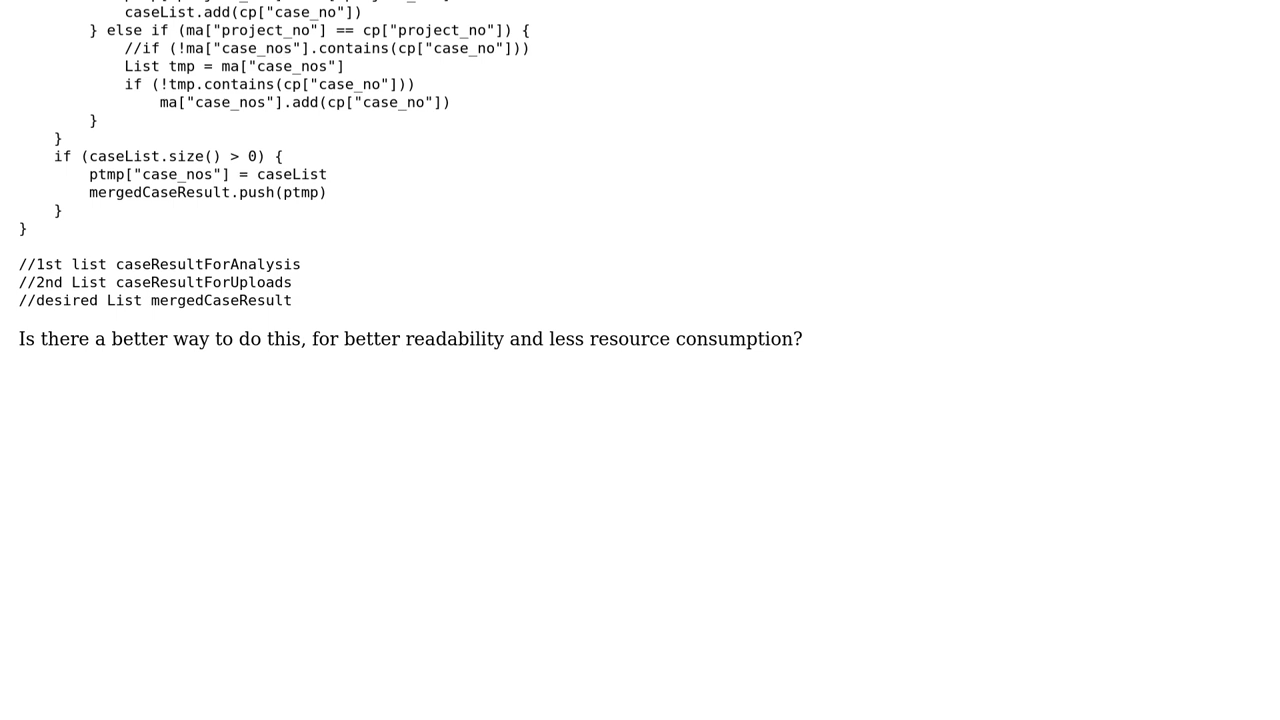 caseList.add(cp["case_no"])
} else if (ma["project_no"] == cp["project_no"]) {
//if (!ma["case_nos"].contains(cp["case_no"]))
List tmp = ma["case_nos"]
if (!tmp.contains(cp["case_no"]))
ma["case_nos"].add(cp["case_no"])
}
}
if (caseList.size() > 0) {
ptmp["case_nos"] = caseList
mergedCaseResult.push(ptmp)
}
}
//1st list caseResultForAnalysis
//2nd List caseResultForUploads
//desired List mergedCaseResult
Is there a better way to do this, for better readability and less resource consumption?